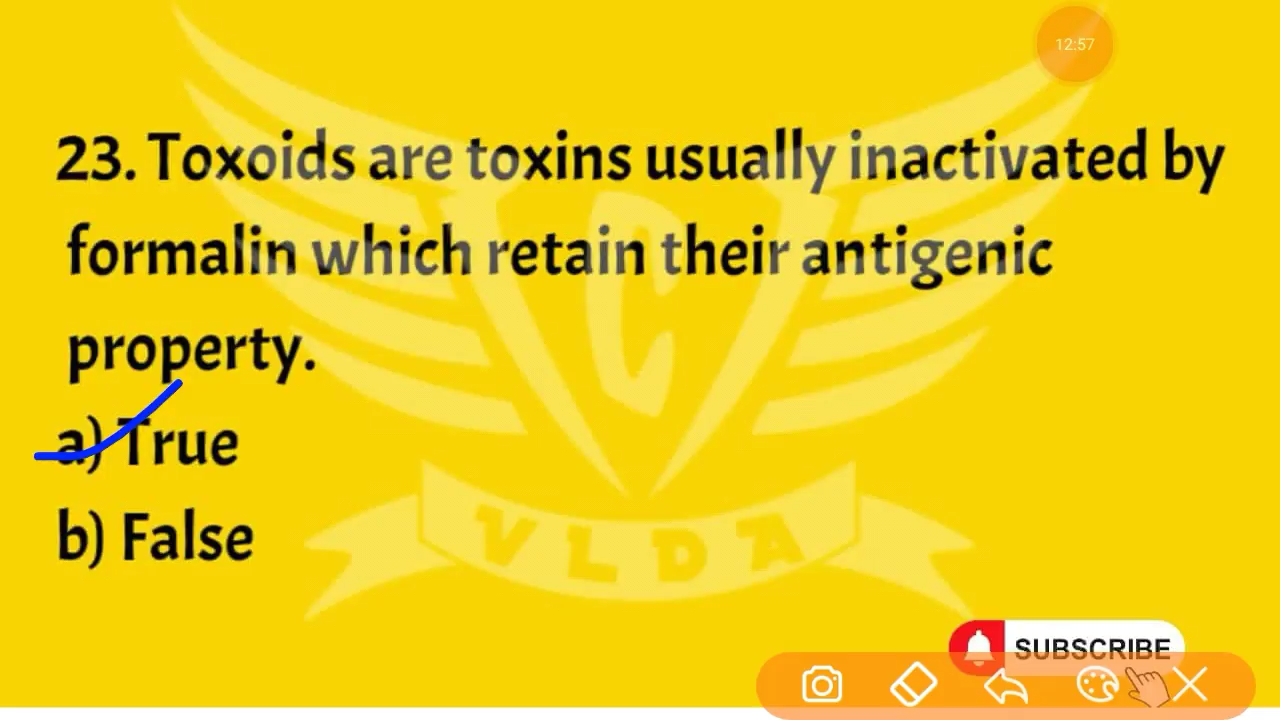 12:57
23. Toxoids are toxins usually inactivated by
formalin which retain their antigenic
property.
a) True
b) False
C
VLDA
SUBSCRIBE